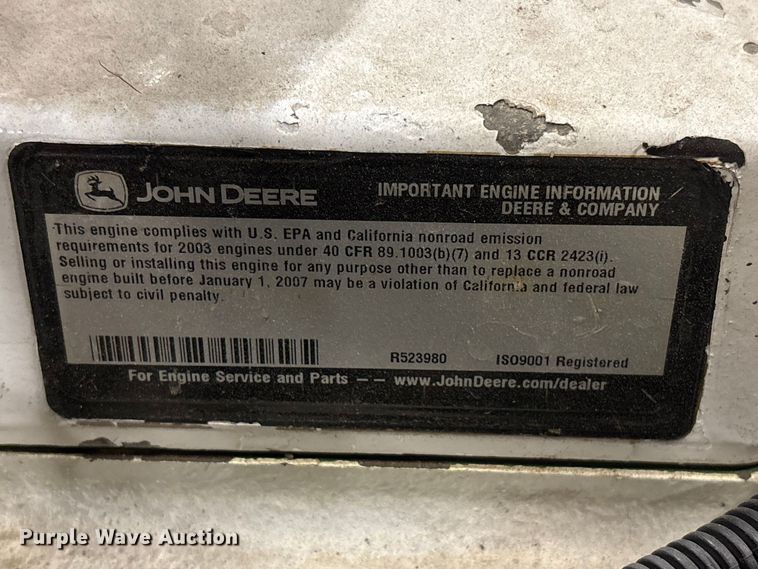 JOHN DEERE
IMPORTANT ENGINE INFORMATION
DEERE & COMPANY
This engine complies with U.S. EPA and California nonroad emission
requirements for 2003 engines under 40 CFR 89.1003(b)(7) and 13 CCR 2423(i).
Selling or installing this engine for any purpose other than to replace a nonroad
engine built before January 1, 2007 may be a violation of California and federal law
subject to civil penalty.
R523980 ISO9001 Registered
For Engine Service and Parts — — www.JohnDeere.com/dealer
Purple Wave Auction